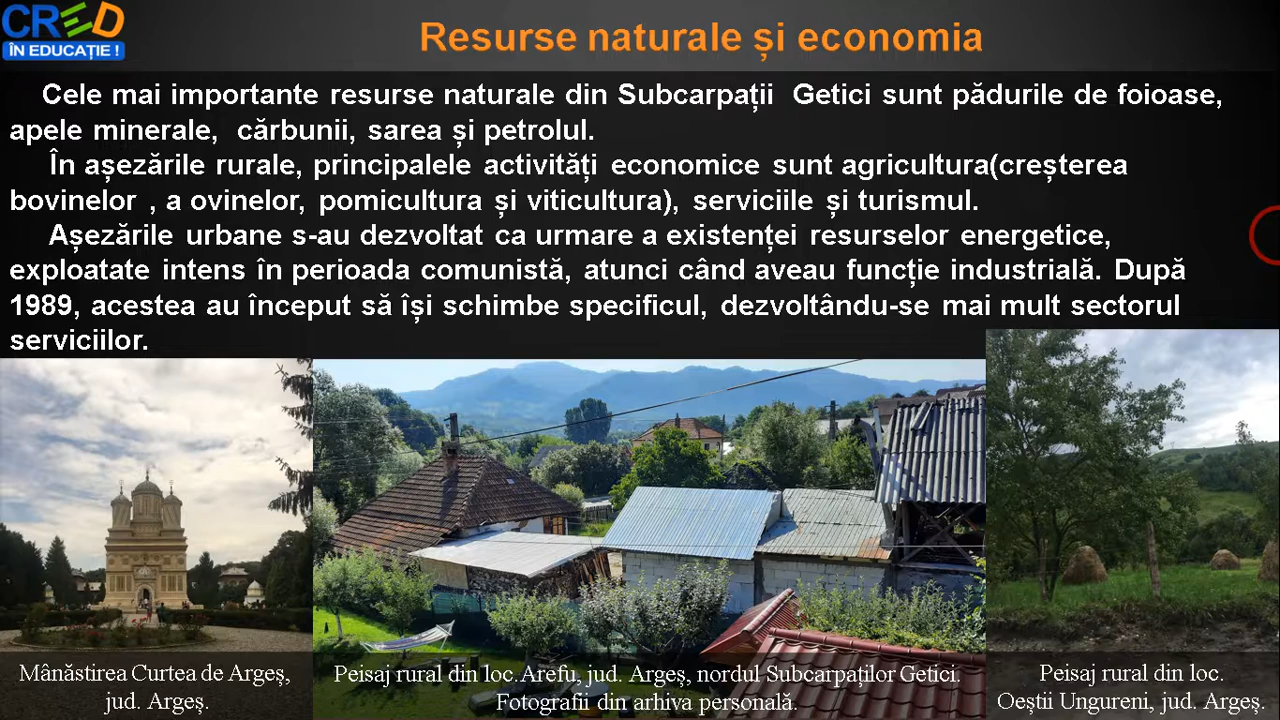 CRED
ÎN EDUCAȚIE !
Resurse naturale și economia
Cele mai importante resurse naturale din Subcarpații Getici sunt pădurile de foioase,
apele minerale, cărbunii, sarea și petrolul.
În așezările rurale, principalele activități economice sunt agricultura(creșterea
bovinelor , a ovinelor, pomicultura și viticultura), serviciile și turismul.
Așezările urbane s-au dezvoltat ca urmare a existenței resurselor energetice,
exploatate intens în perioada comunistă, atunci când aveau funcție industrială. După
1989, acestea au început să își schimbe specificul, dezvoltându-se mai mult sectorul
serviciilor.
Mânăstirea Curtea de Argeș,
jud. Argeș.
Peisaj rural din loc. Arefu, jud. Argeș, nordul Subcarpaților Getici.
Fotografii din arhiva personală.
Peisaj rural din loc.
Oeștii Ungureni, jud. Argeș.